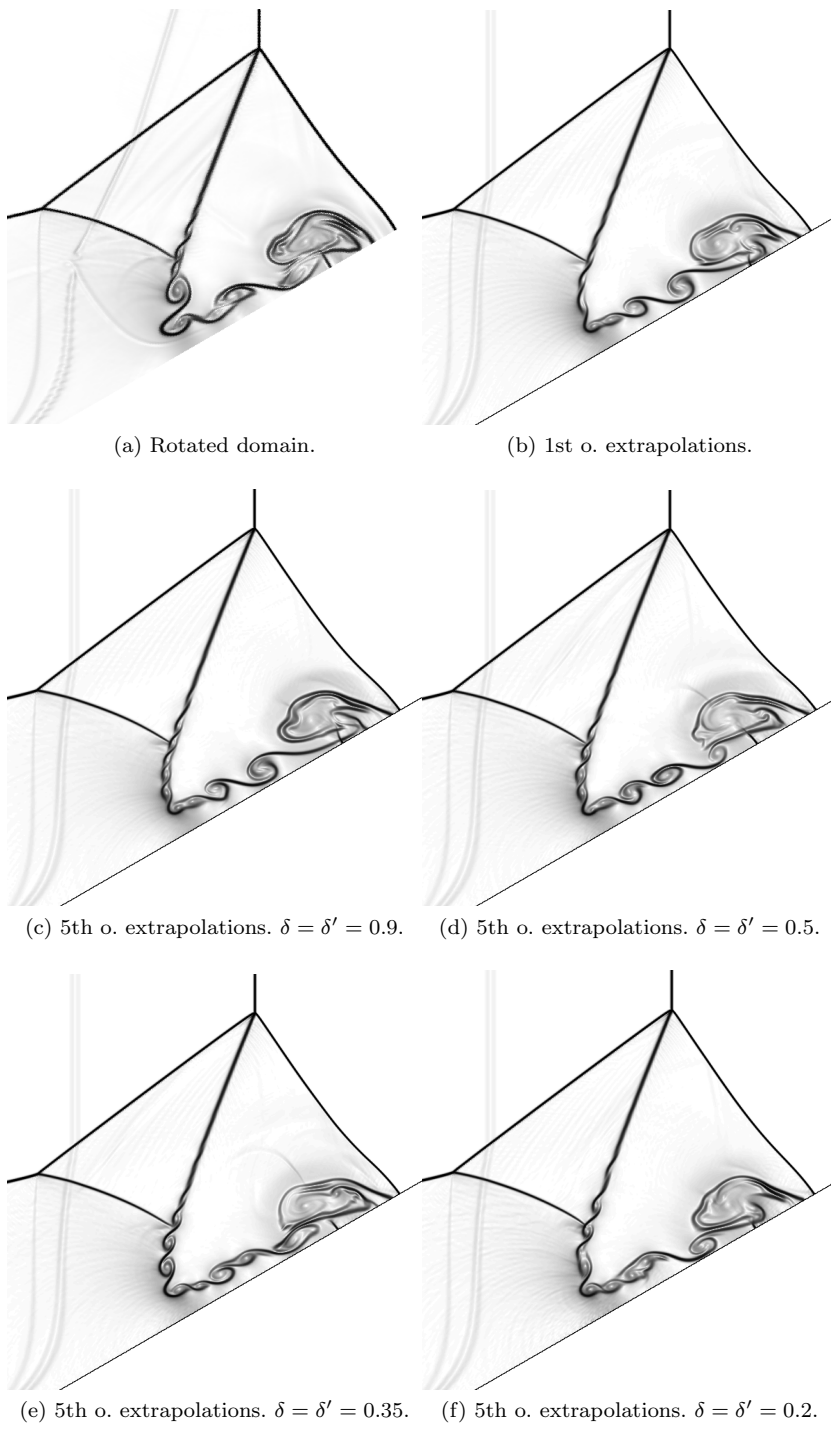 (a) Rotated domain.
(b) 1st o. extrapolations.
(c) 5th o. extrapolations. δ = δ′ = 0.9.
(d) 5th o. extrapolations. δ = δ′ = 0.5.
(e) 5th o. extrapolations. δ = δ′ = 0.35.
(f) 5th o. extrapolations. δ = δ′ = 0.2.